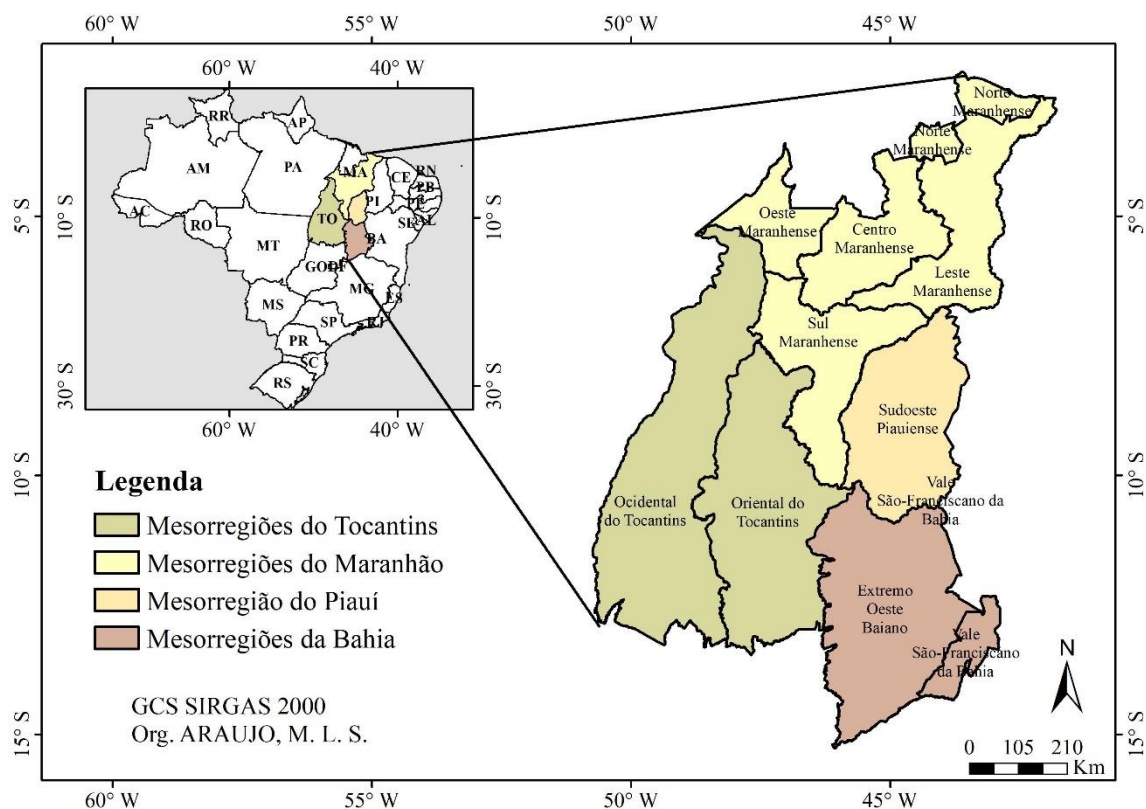 60° W
55° W
50° W
45° W
60° W
40° W
RR
AP
AM
PA
MA
CE
RN
PB
PI
PE
AC
TO
SE
AL
RO
BA
MT
GO
DF
MG
ES
MS
SP
RJ
PR
SC
RS
10° S
30° S
10° S
30° S
60° W
40° W
5° S
10° S
15° S
5° S
10° S
15° S
Norte
Maranhense
Norte
Maranhense
Oeste
Maranhense
Centro
Maranhense
Leste
Maranhense
Sul
Maranhense
Sudoeste
Piauiense
Ocidental
do Tocantins
Oriental do
Tocantins
Vale
São-Franciscano da
Bahia
Extremo
Oeste
Baiano
Vale
São-Franciscano
da Bahia
Legenda
Mesorregiões do Tocantins
Mesorregiões do Maranhão
Mesorregião do Piauí
Mesorregiões da Bahia
GCS SIRGAS 2000
Org. ARAUJO, M. L. S.
N
0 105 210
Km
60° W
55° W
50° W
45° W